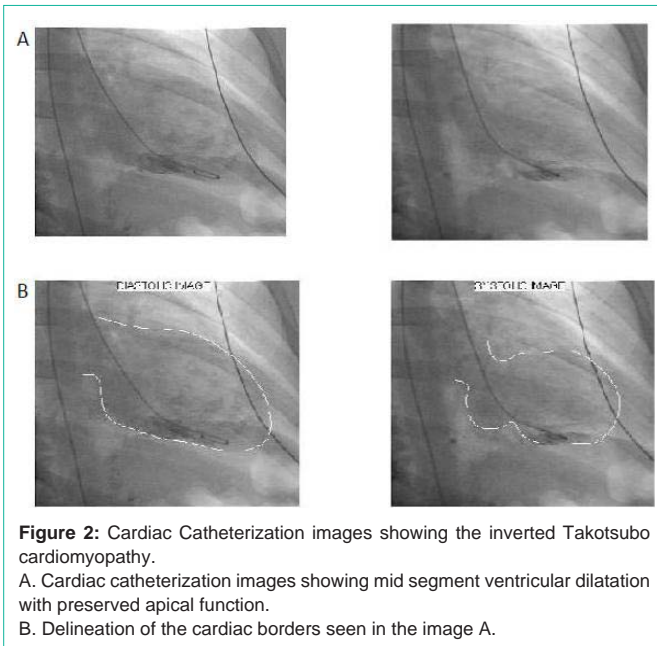 A
B
DIASTOLIC IMAGE
SYSTOLIC IMAGE
Figure 2: Cardiac Catheterization images showing the inverted Takotsubo
cardiomyopathy.
A. Cardiac catheterization images showing mid segment ventricular dilatation
with preserved apical function.
B. Delineation of the cardiac borders seen in the image A.